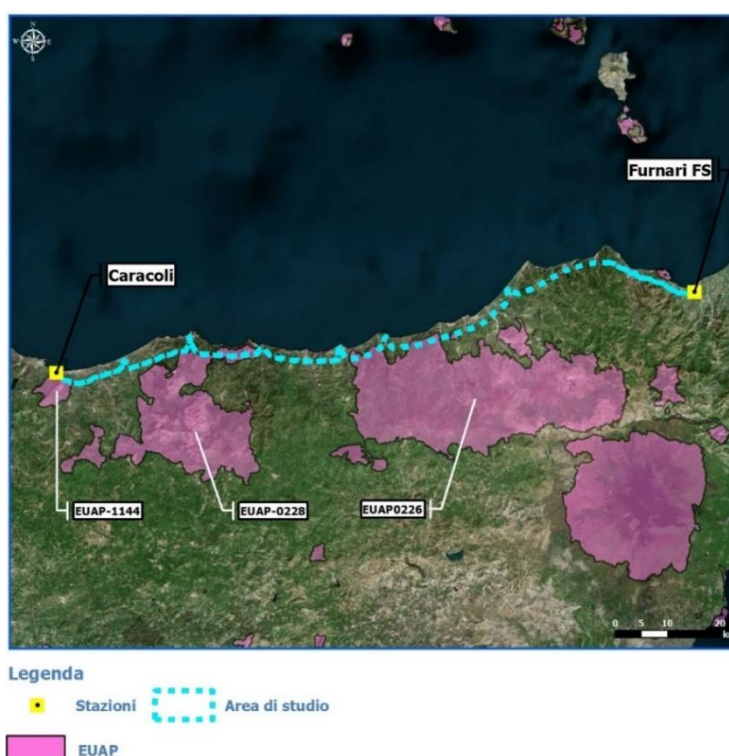 N
W E
S
Furnari FS
Caracoli
EUAP-1144
EUAP-0228
EUAP0226
0 5 10 20
Legenda
Stazioni
Area di studio
EUAP